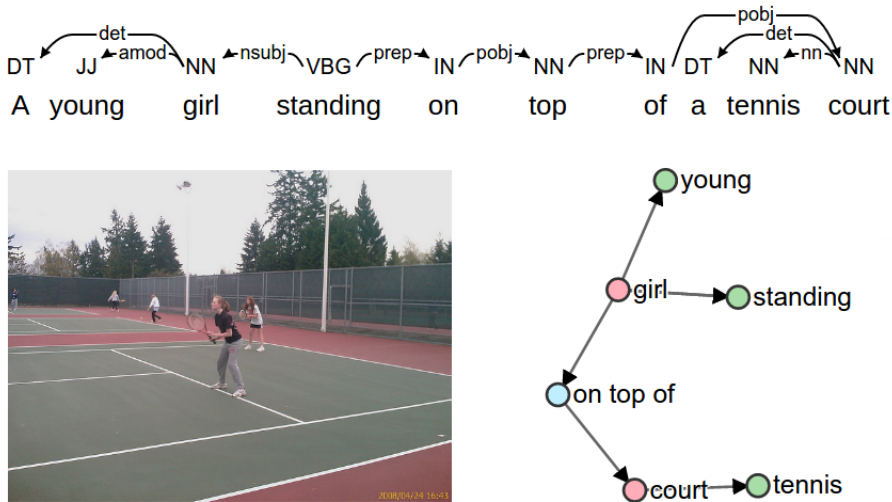 det pobj det
amod nsubj prep pobj prep nn
DT JJ NN VBG IN NN IN DT NN NN
A young girl standing on top of a tennis court
young
girl
standing
on top of
court
tennis
2008/04/24 16:43